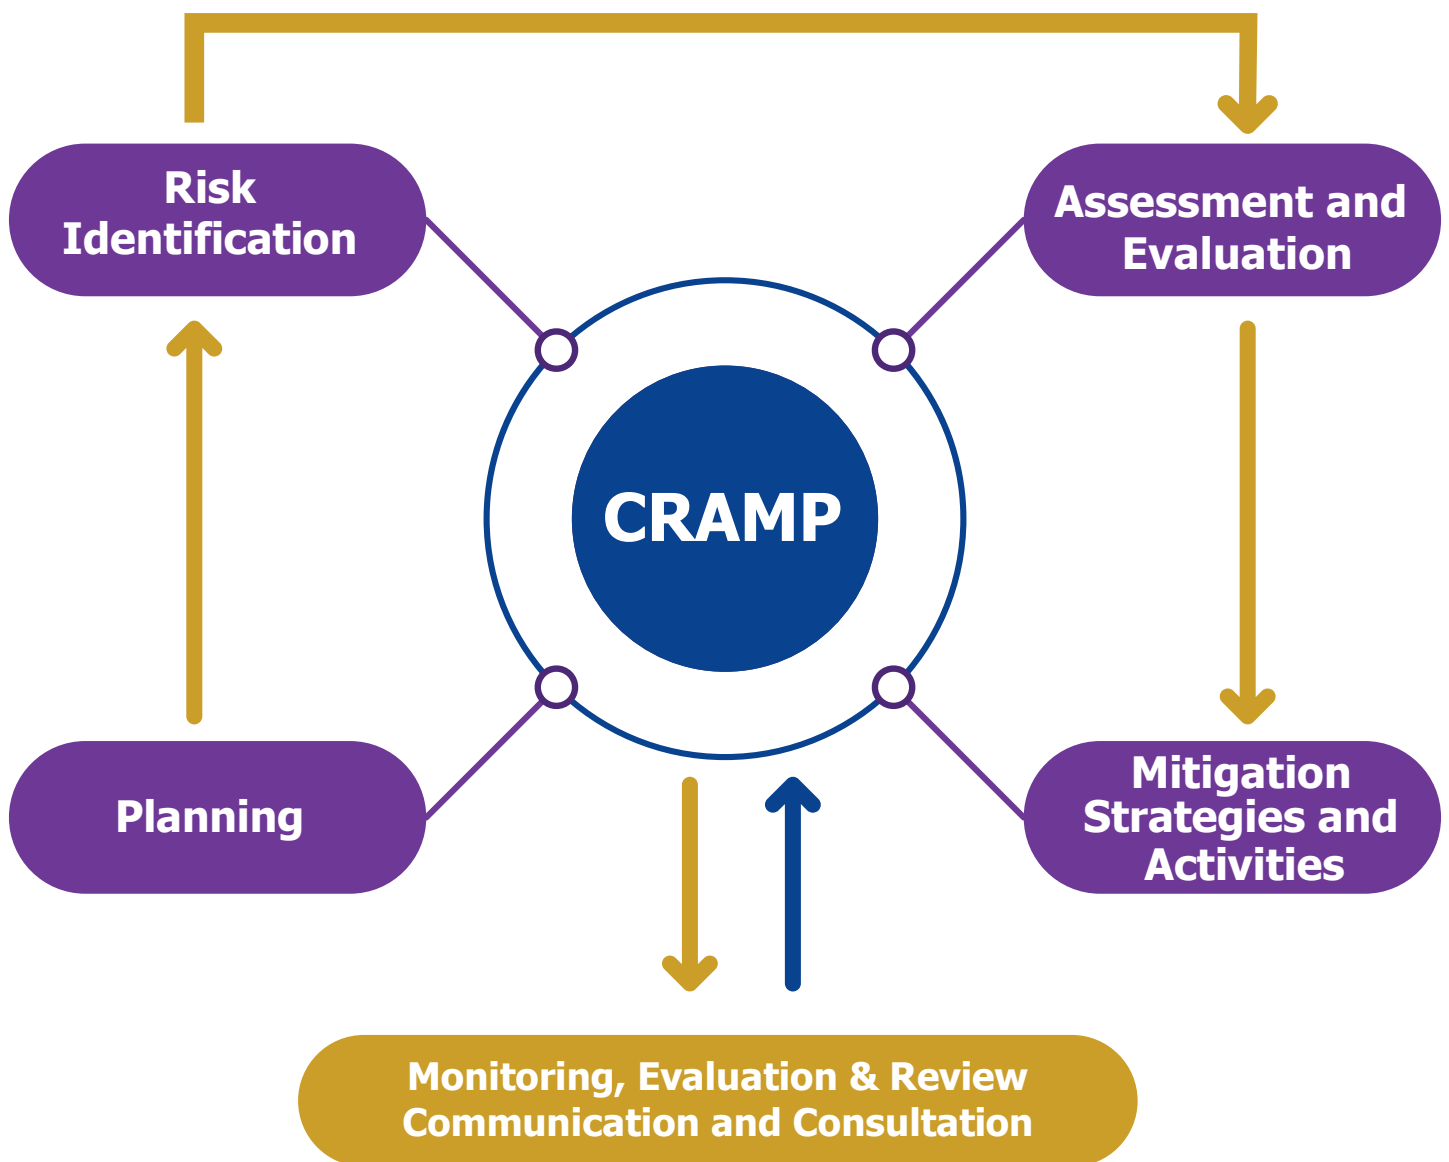 Risk
Identification
Assessment and
Evaluation
CRAMP
Planning
Mitigation
Strategies and
Activities
Monitoring, Evaluation & Review
Communication and Consultation